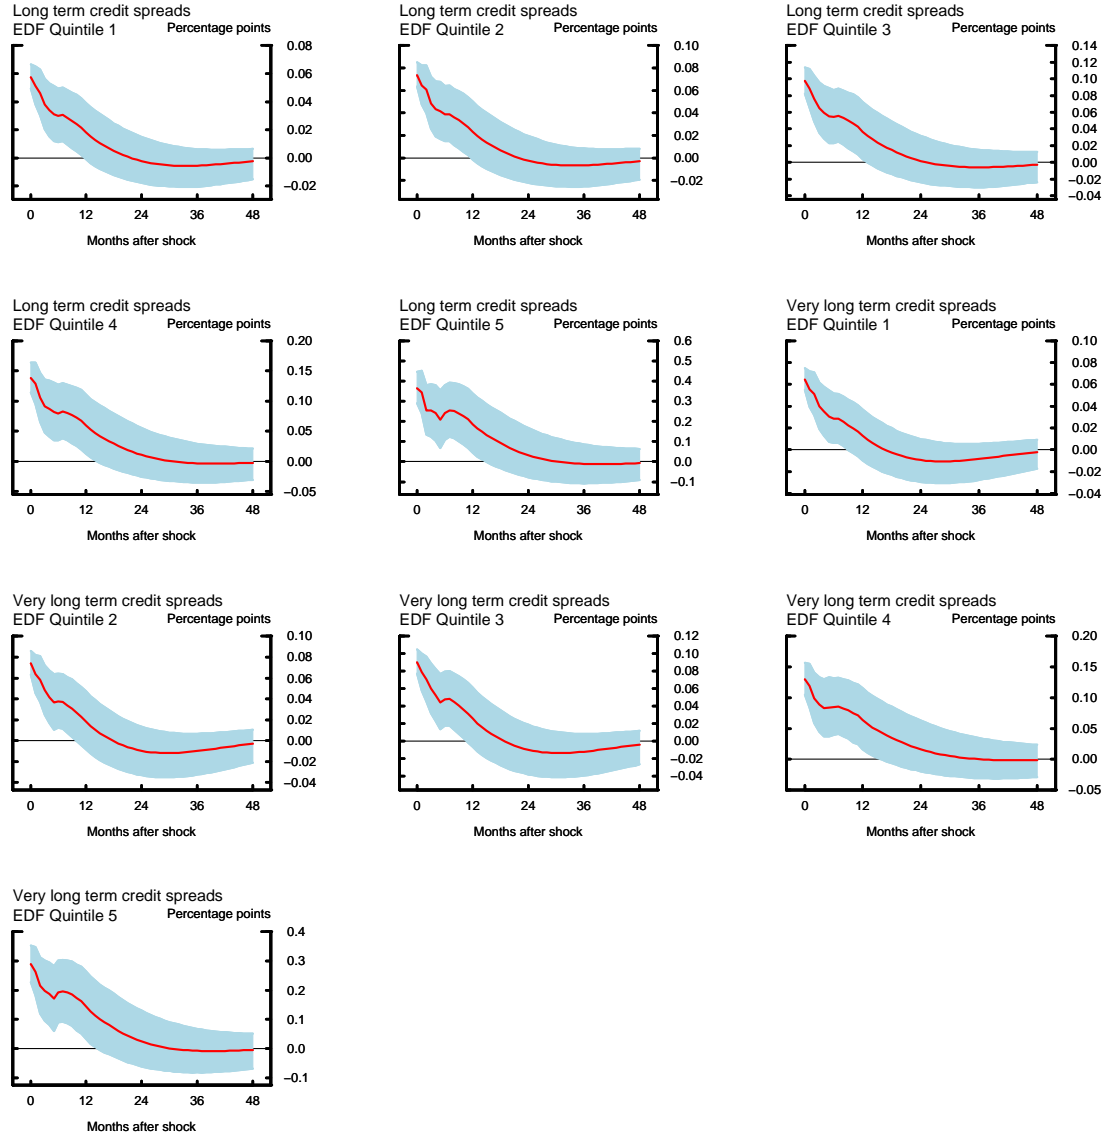 Long term credit spreads
EDF Quintile 1 Percentage points
0.08
0.06
0.04
0.02
0.00
−0.02
0 12 24 36 48
Months after shock
Long term credit spreads
EDF Quintile 2 Percentage points
0.10
0.08
0.06
0.04
0.02
0.00
−0.02
0 12 24 36 48
Months after shock
Long term credit spreads
EDF Quintile 3 Percentage points
0.14
0.12
0.10
0.08
0.06
0.04
0.02
0.00
−0.02
−0.04
0 12 24 36 48
Months after shock
Long term credit spreads
EDF Quintile 4 Percentage points
0.20
0.15
0.10
0.05
0.00
−0.05
0 12 24 36 48
Months after shock
Long term credit spreads
EDF Quintile 5 Percentage points
0.6
0.5
0.4
0.3
0.2
0.1
0.0
−0.1
0 12 24 36 48
Months after shock
Very long term credit spreads
EDF Quintile 1 Percentage points
0.10
0.08
0.06
0.04
0.02
0.00
−0.02
−0.04
0 12 24 36 48
Months after shock
Very long term credit spreads
EDF Quintile 2 Percentage points
0.10
0.08
0.06
0.04
0.02
0.00
−0.02
−0.04
0 12 24 36 48
Months after shock
Very long term credit spreads
EDF Quintile 3 Percentage points
0.12
0.10
0.08
0.06
0.04
0.02
0.00
−0.02
−0.04
0 12 24 36 48
Months after shock
Very long term credit spreads
EDF Quintile 4 Percentage points
0.20
0.15
0.10
0.05
0.00
−0.05
0 12 24 36 48
Months after shock
Very long term credit spreads
EDF Quintile 5 Percentage points
0.4
0.3
0.2
0.1
0.0
−0.1
0 12 24 36 48
Months after shock